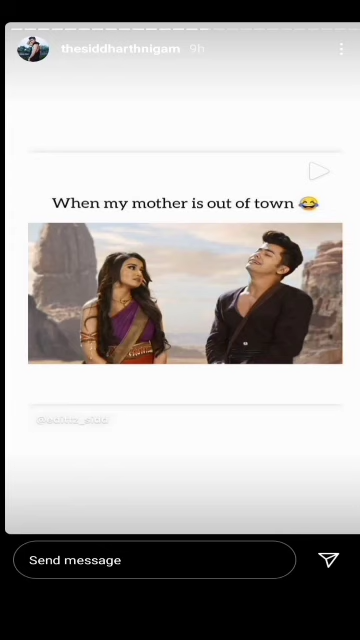 thesiddharthnigam 9h
When my mother is out of town 😂
Send message